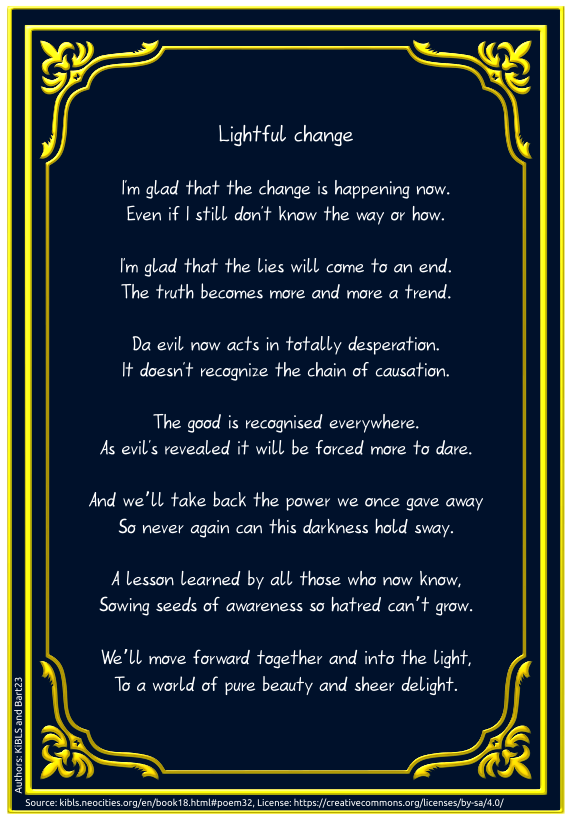 Lightful change
I'm glad that the change is happening now.
Even if I still don't know the way or how.
I'm glad that the lies will come to an end.
The truth becomes more and more a trend.
Da evil now acts in totally desperation.
It doesn't recognize the chain of causation.
The good is recognised everywhere.
As evil's revealed it will be forced more to dare.
And we'll take back the power we once gave away
So never again can this darkness hold sway.
A lesson learned by all those who now know,
Sowing seeds of awareness so hatred can't grow.
We'll move forward together and into the light,
To a world of pure beauty and sheer delight.
Authors: KiBLS and Bart23
Source: kibls.neocities.org/en/book18.html#poem32, License: https://creativecommons.org/licenses/by-sa/4.0/